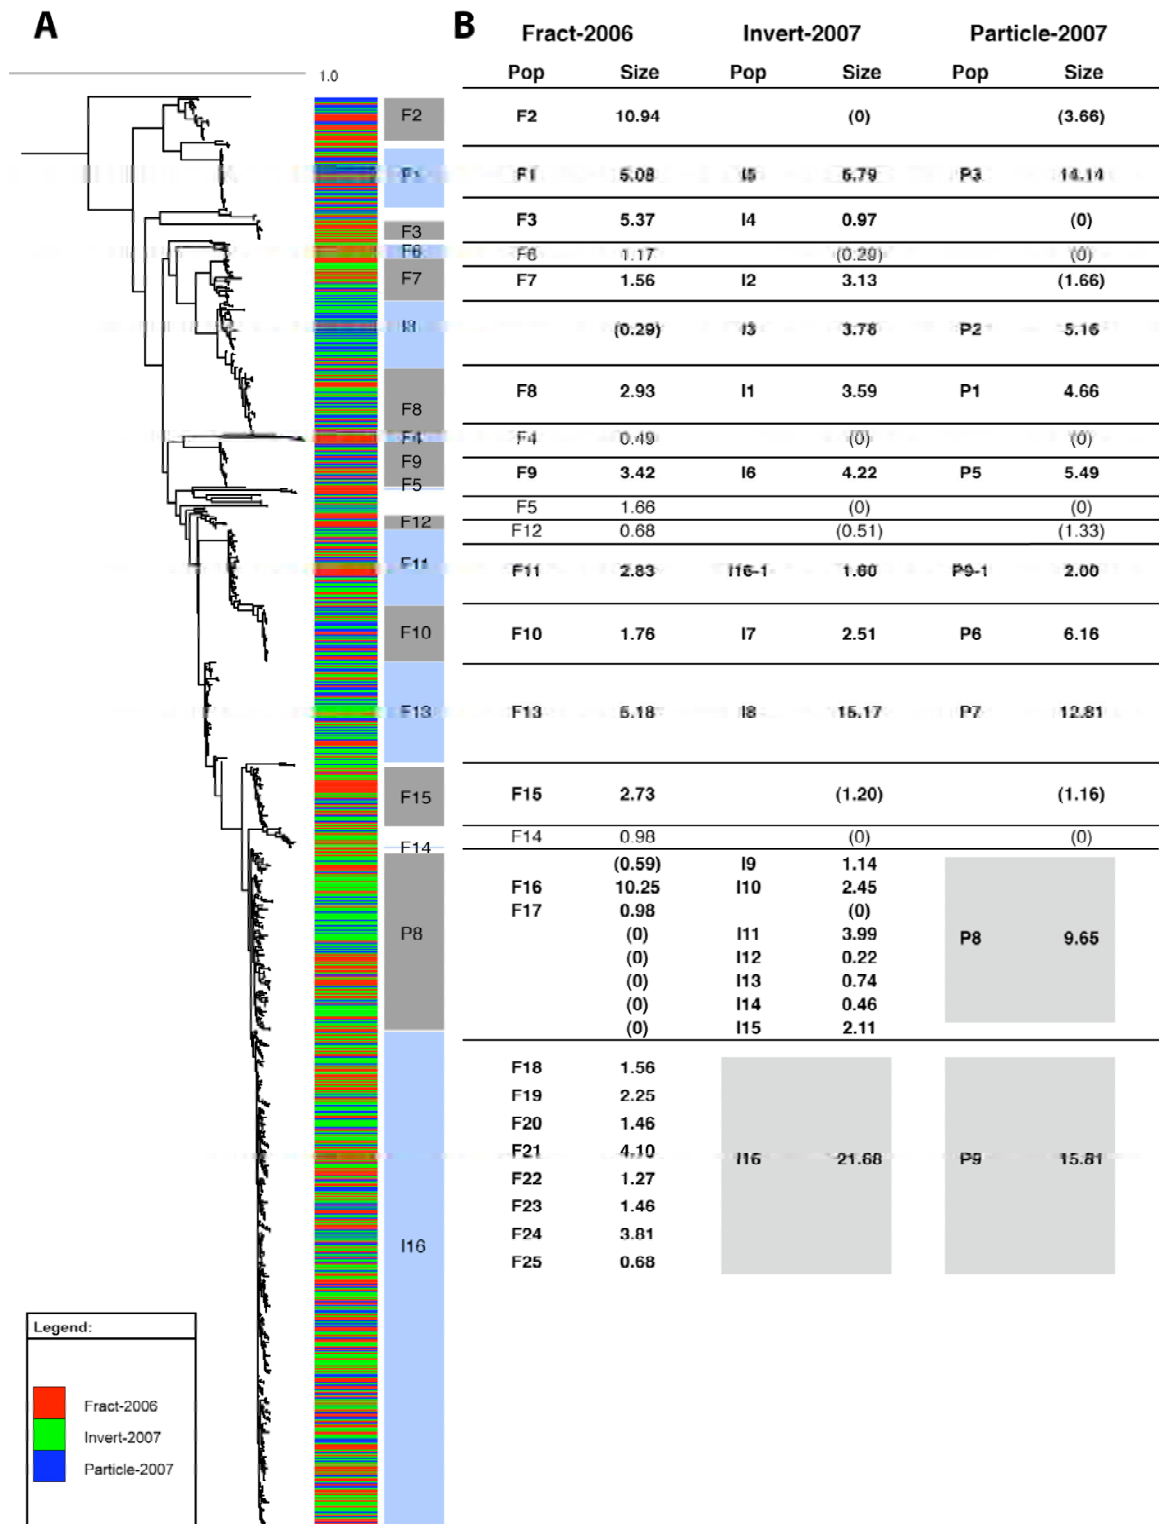 A
B
Fract-2006 Invert-2007 Particle-2007
1.0
Pop Size Pop Size Pop Size
F2 F2 10.94 (0) (3.66)
F1 F1 5.08 I5 5.79 P3 14.14
F3 F3 5.37 I4 0.97 (0)
F6 F6 1.17 (0.29) (0)
F7 F7 1.56 I2 3.13 (1.66)
I3 (0.29) I3 3.78 P2 5.16
F8 F8 2.93 I1 3.59 P1 4.66
F4 F4 0.49 (0) (0)
F9 F9 3.42 I6 4.22 P5 5.49
F5 F5 1.66 (0) (0)
F12 F12 0.68 (0.51) (1.33)
F11 F11 2.83 I16-1 1.60 P9-1 2.00
F10 F10 1.76 I7 2.51 P6 6.16
F13 F13 5.18 I8 15.17 P7 12.81
F15 F15 2.73 (1.20) (1.16)
F14 F14 0.98 (0) (0)
(0.59) I9 1.14
F16 10.25 I10 2.45
F17 0.98 (0)
P8 (0) I11 3.99 P8 9.65
(0) I12 0.22
(0) I13 0.74
(0) I14 0.46
(0) I15 2.11
F18 1.56
F19 2.25
F20 1.46
F21 4.10 I16 21.68 P9 15.81
F22 1.27
F23 1.46
F24 3.81
I16
F25 0.68
Legend:
Fract-2006
Invert-2007
Particle-2007